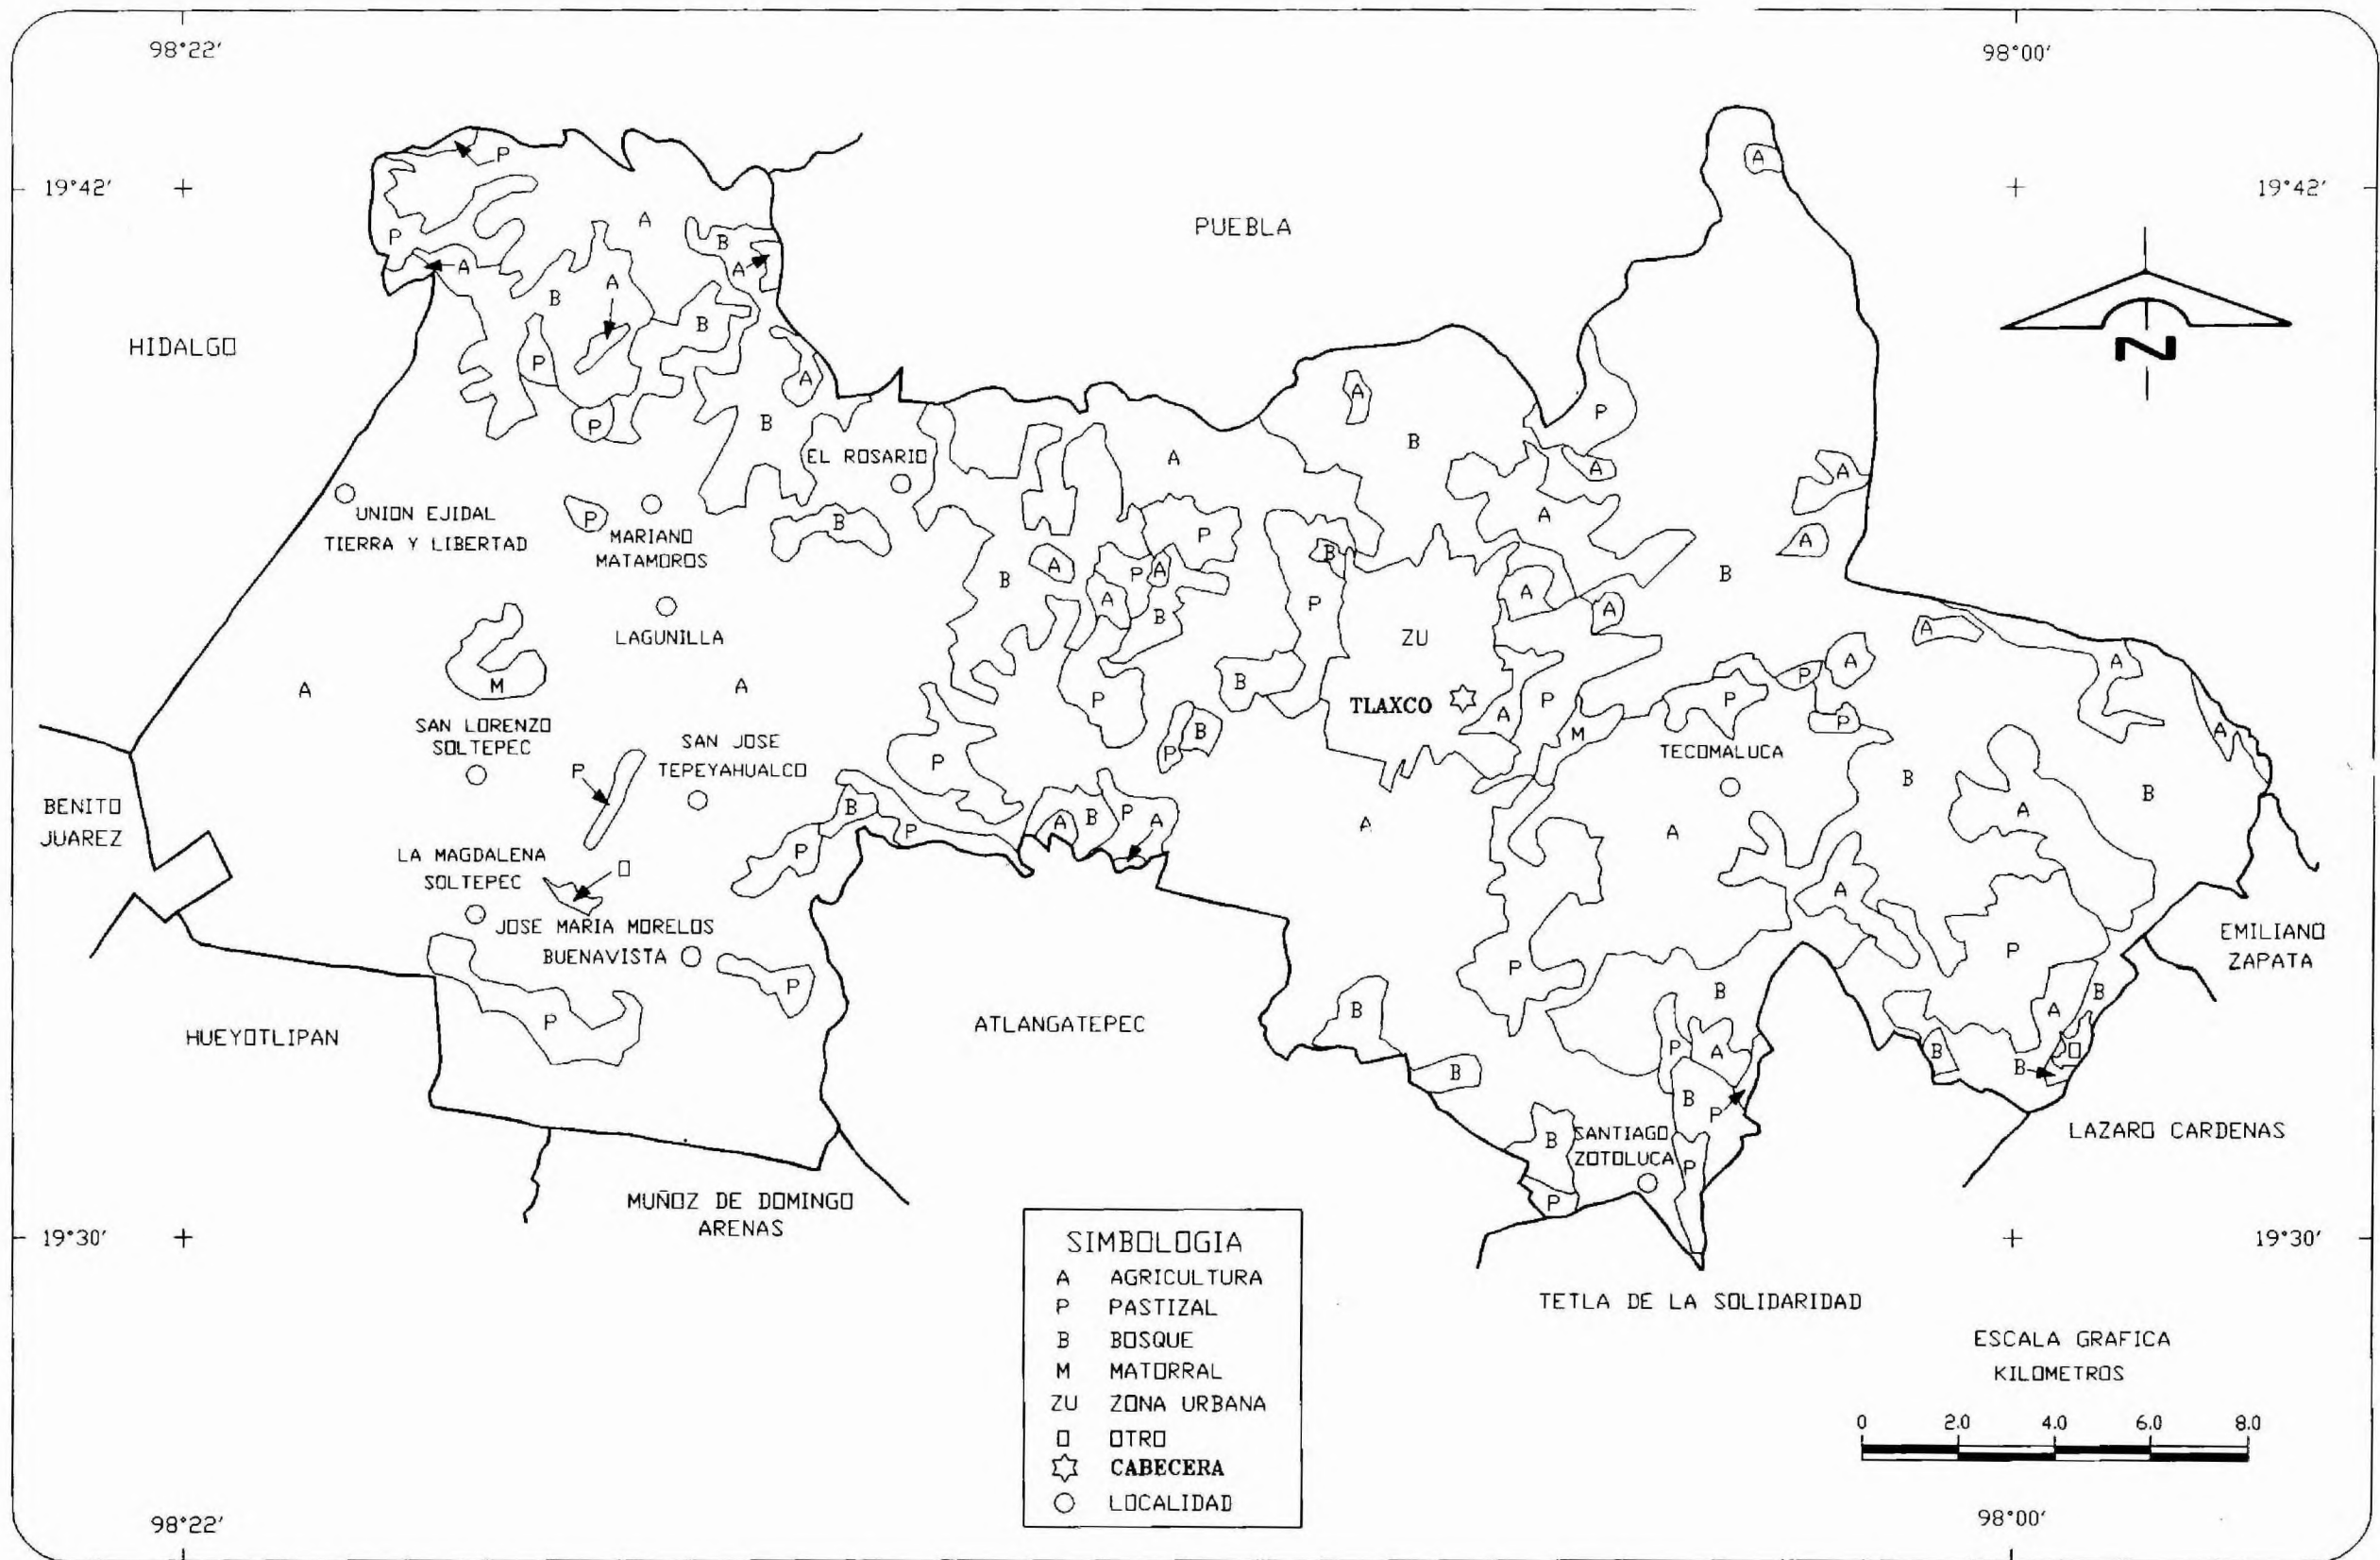 98°22'
98°00'
P
A
19°42'
19°42'
A
PUEBLA
P
B
A
A
A
B
B
HIDALGO
P
A
N
A
P
B
P
B
EL ROSARIO
A
A
A
UNION EJIDAL
TIERRA Y LIBERTAD
P
MARIANO
MATAMOROS
B
A
P
B
A
B
A
P
A
B
A
P
B
A
A
LAGUNILLA
ZU
A
A
M
A
B
P
A
P
A
P
P
TLAXCO
A
P
M
P
A
SAN LORENZO
SOLTEPEC
SAN JOSE
TEPEYAHUALCO
P
P
P
B
TECOMALUCA
B
B
BENITO
JUAREZ
B
P
A
B
P
A
A
A
A
LA MAGDALENA
SOLTEPEC
O
P
A
JOSE MARIA MORELOS
BUENAVISTA
P
P
P
EMILIANO
ZAPATA
HUEYOTLIPAN
P
ATLANGATEPEC
B
B
A
B
B
P
A
B
O
B
B
P
B
SANTIAGO
ZOTOLUCA
P
P
LAZARO CARDENAS
MUÑOZ DE DOMINGO
ARENAS
19°30'
19°30'
TETLA DE LA SOLIDARIDAD
SIMBOLOGIA
A AGRICULTURA
P PASTIZAL
B BOSQUE
M MATORRAL
ZU ZONA URBANA
O OTRO
CABECERA
LOCALIDAD
ESCALA GRAFICA
KILOMETROS
0 2.0 4.0 6.0 8.0
98°22'
98°00'